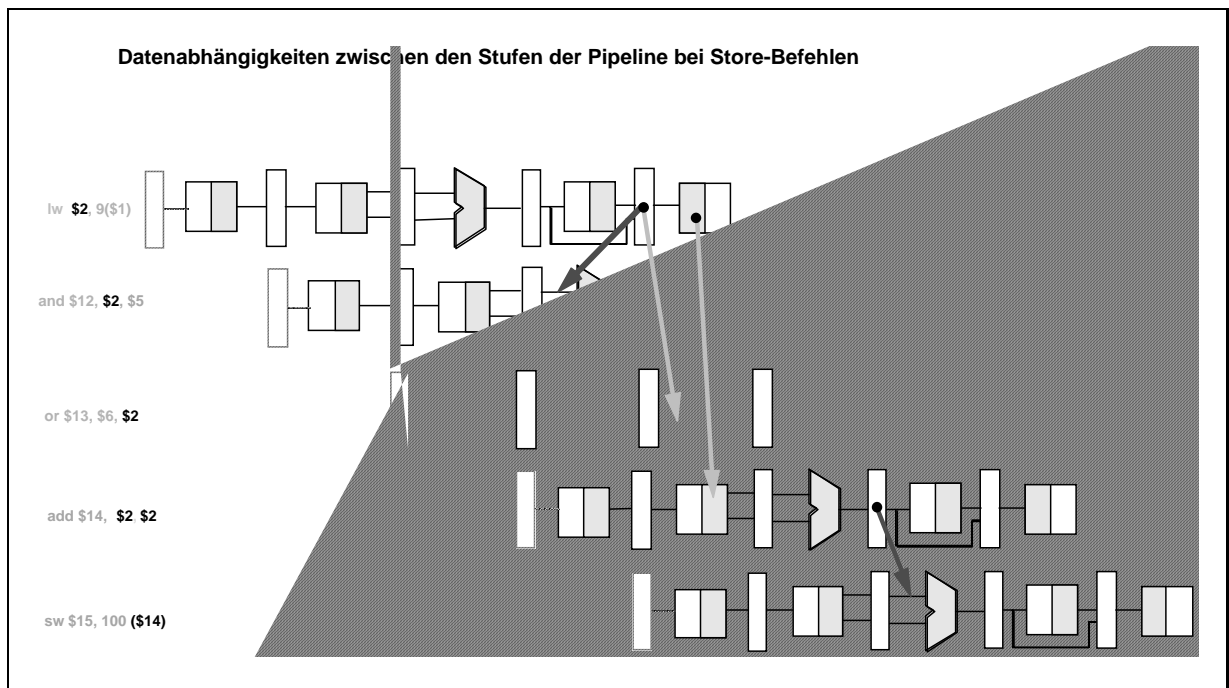 Datenabhängigkeiten zwischen den Stufen der Pipeline bei Store-Befehlen
lw $2, 9($1)
and $12, $2, $5
or $13, $6, $2
add $14, $2 $2
sw $15, 100 ($14)